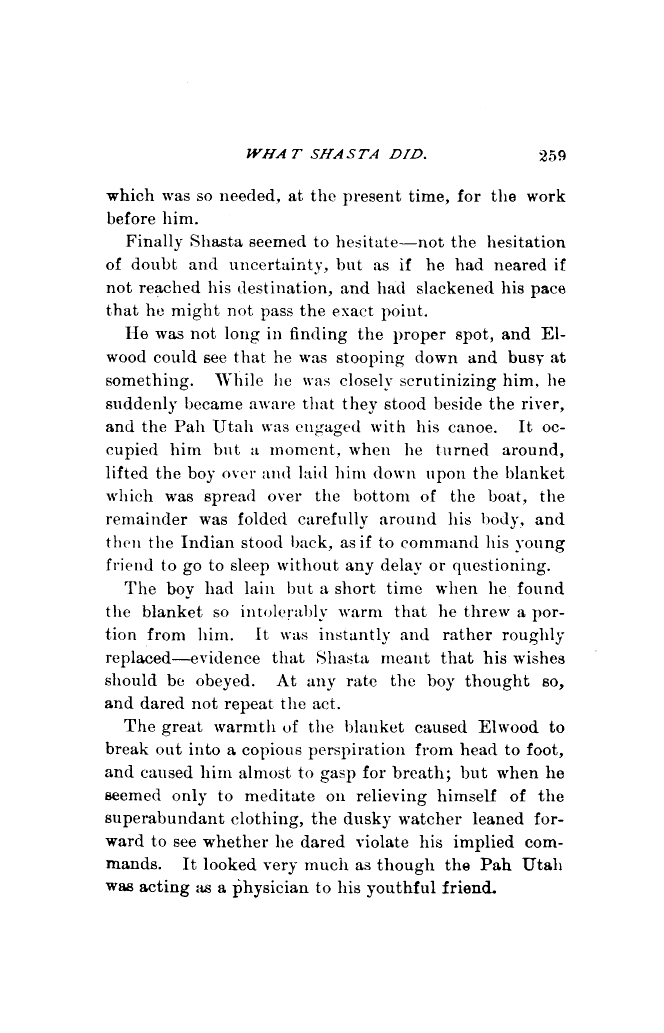 WHAT SHASTA DID. 259
which was so needed, at the present time, for the work
before him.
Finally Shasta seemed to hesitate—not the hesitation
of doubt and uncertainty, but as if he had neared if
not reached his destination, and had slackened his pace
that he might not pass the exact point.
He was not long in finding the proper spot, and El-
wood could see that he was stooping down and busy at
something. While he was closely scrutinizing him, he
suddenly became aware that they stood beside the river,
and the Pah Utah was engaged with his canoe. It oc-
cupied him but a moment, when he turned around,
lifted the boy over and laid him down upon the blanket
which was spread over the bottom of the boat, the
remainder was folded carefully around his body, and
then the Indian stood back, as if to command his young
friend to go to sleep without any delay or questioning.
The boy had lain but a short time when he found
the blanket so intolerably warm that he threw a por-
tion from him. It was instantly and rather roughly
replaced—evidence that Shasta meant that his wishes
should be obeyed. At any rate the boy thought so,
and dared not repeat the act.
The great warmth of the blanket caused Elwood to
break out into a copious perspiration from head to foot,
and caused him almost to gasp for breath; but when he
seemed only to meditate on relieving himself of the
superabundant clothing, the dusky watcher leaned for-
ward to see whether he dared violate his implied com-
mands. It looked very much as though the Pah Utah
was acting as a physician to his youthful friend.